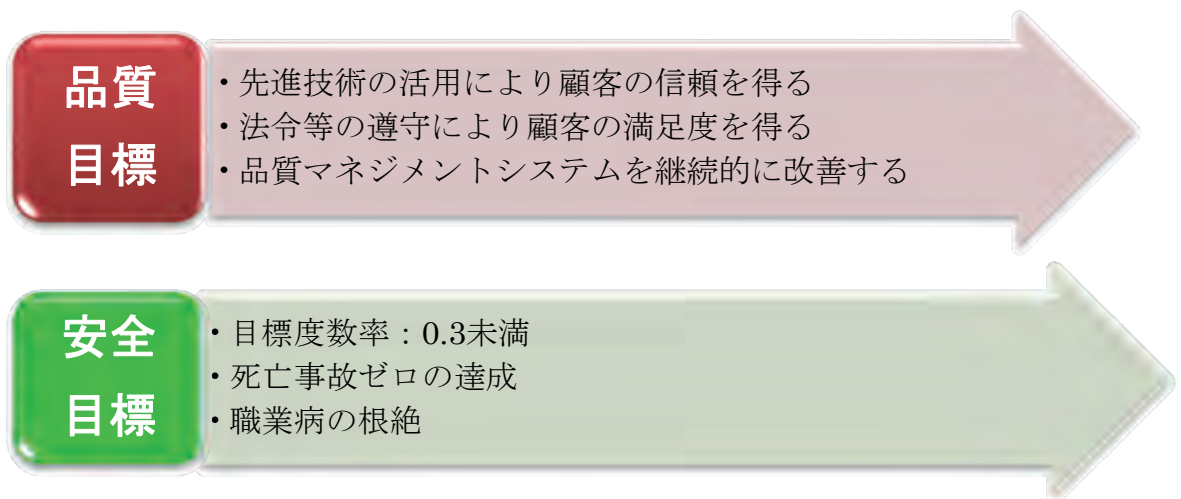 品質
目標
・先進技術の活用により顧客の信頼を得る
・法令等の遵守により顧客の満足度を得る
・品質マネジメントシステムを継続的に改善する
安全
目標
・目標度数率：0.3未満
・死亡事故ゼロの達成
・職業病の根絶